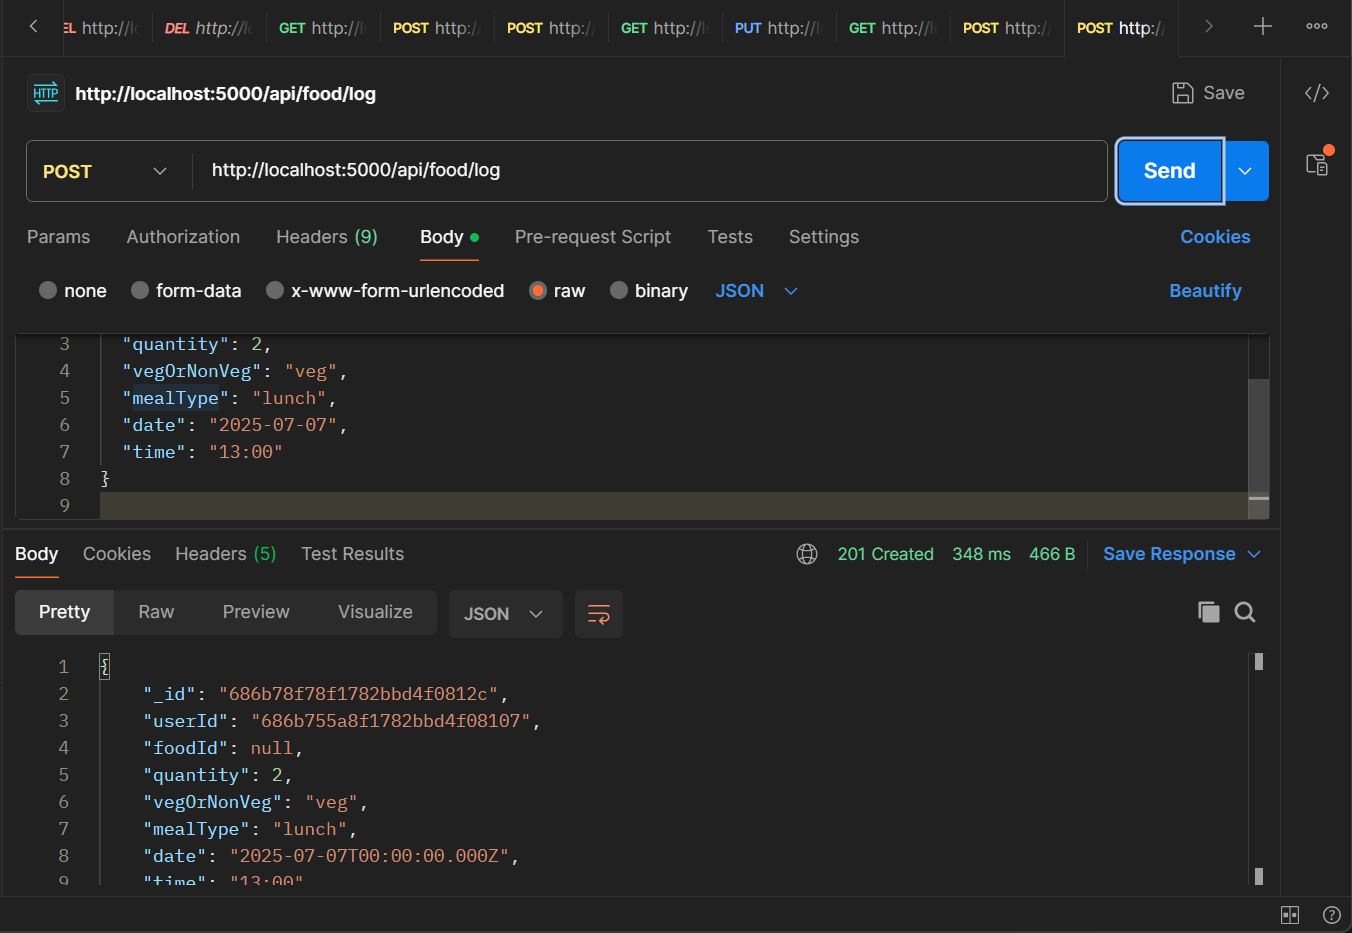 EL http://lo DEL http://lo GET http://l POST http:/ POST http:/ GET http://l PUT http://l GET http://l POST http:/ POST http:/
HTTP http://localhost:5000/api/food/log Save </>
POST http://localhost:5000/api/food/log Send
Params Authorization Headers (9) Body Pre-request Script Tests Settings Cookies
none form-data x-www-form-urlencoded raw binary JSON Beautify
3 "quantity": 2,
4 "vegOrNonVeg": "veg",
5 "mealType": "lunch",
6 "date": "2025-07-07",
7 "time": "13:00"
8 }
9
Body Cookies Headers (5) Test Results 201 Created 348 ms 466 B Save Response
Pretty Raw Preview Visualize JSON
1 {
2 "_id": "686b78f78f1782bbd4f0812c",
3 "userId": "686b755a8f1782bbd4f08107",
4 "foodId": null,
5 "quantity": 2,
6 "vegOrNonVeg": "veg",
7 "mealType": "lunch",
8 "date": "2025-07-07T00:00:00.000Z",
9 "time": "13:00"